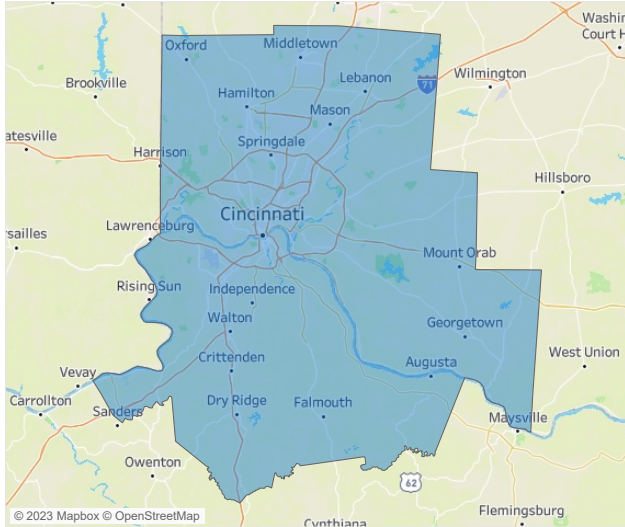 Washin
Court H
Oxford
Middletown
Brookville
Lebanon
Wilmington
71
Hamilton
Mason
atesville
Springdale
Harrison
Hillsboro
Cincinnati
Lawrenceburg
rsailles
Mount Orab
Rising Sun
Independence
Walton
Georgetown
West Union
Crittenden
Augusta
Vevay
Carrollton
Dry Ridge
Falmouth
Sanders
Maysville
Owenton
62
Flemingsburg
© 2023 Mapbox © OpenStreetMap
Cynthiana